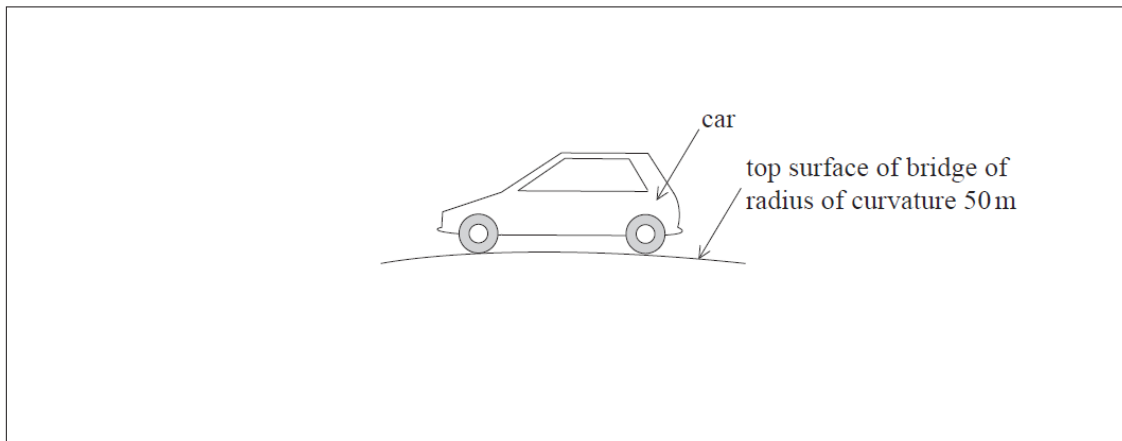 car
top surface of bridge of
radius of curvature 50 m